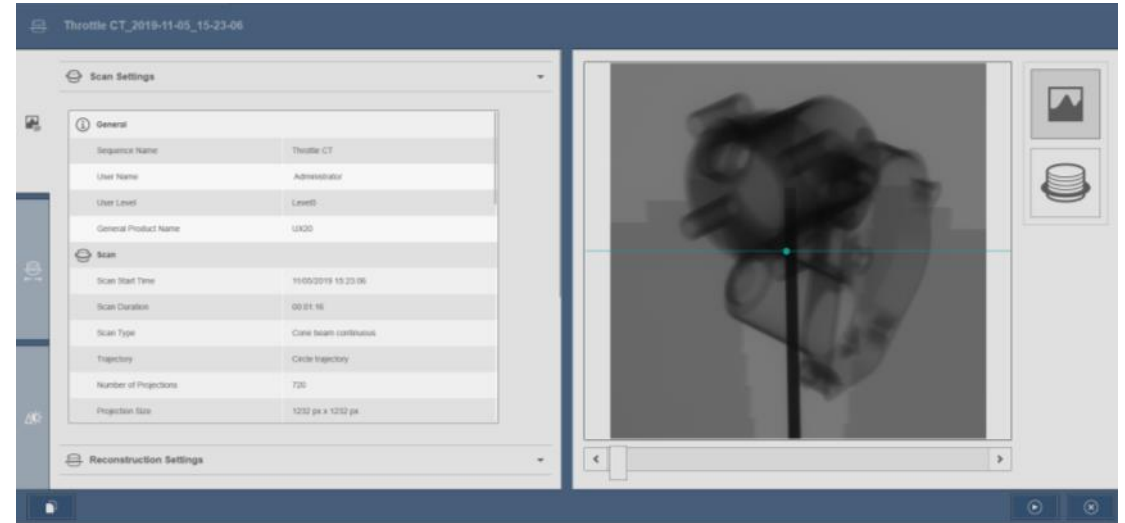 Throttle CT_2019-11-05_15-23-06
Scan Settings
General
Sequence Name Throttle CT
User Name Administrator
User Level Level5
General Product Name UX20
Scan
Scan Start Time 11/05/2019 15:23:06
Scan Duration 00:01:16
Scan Type Cone beam continuous
Trajectory Circle trajectory
Number of Projections 720
Projection Size 1232 px x 1232 px
Reconstruction Settings